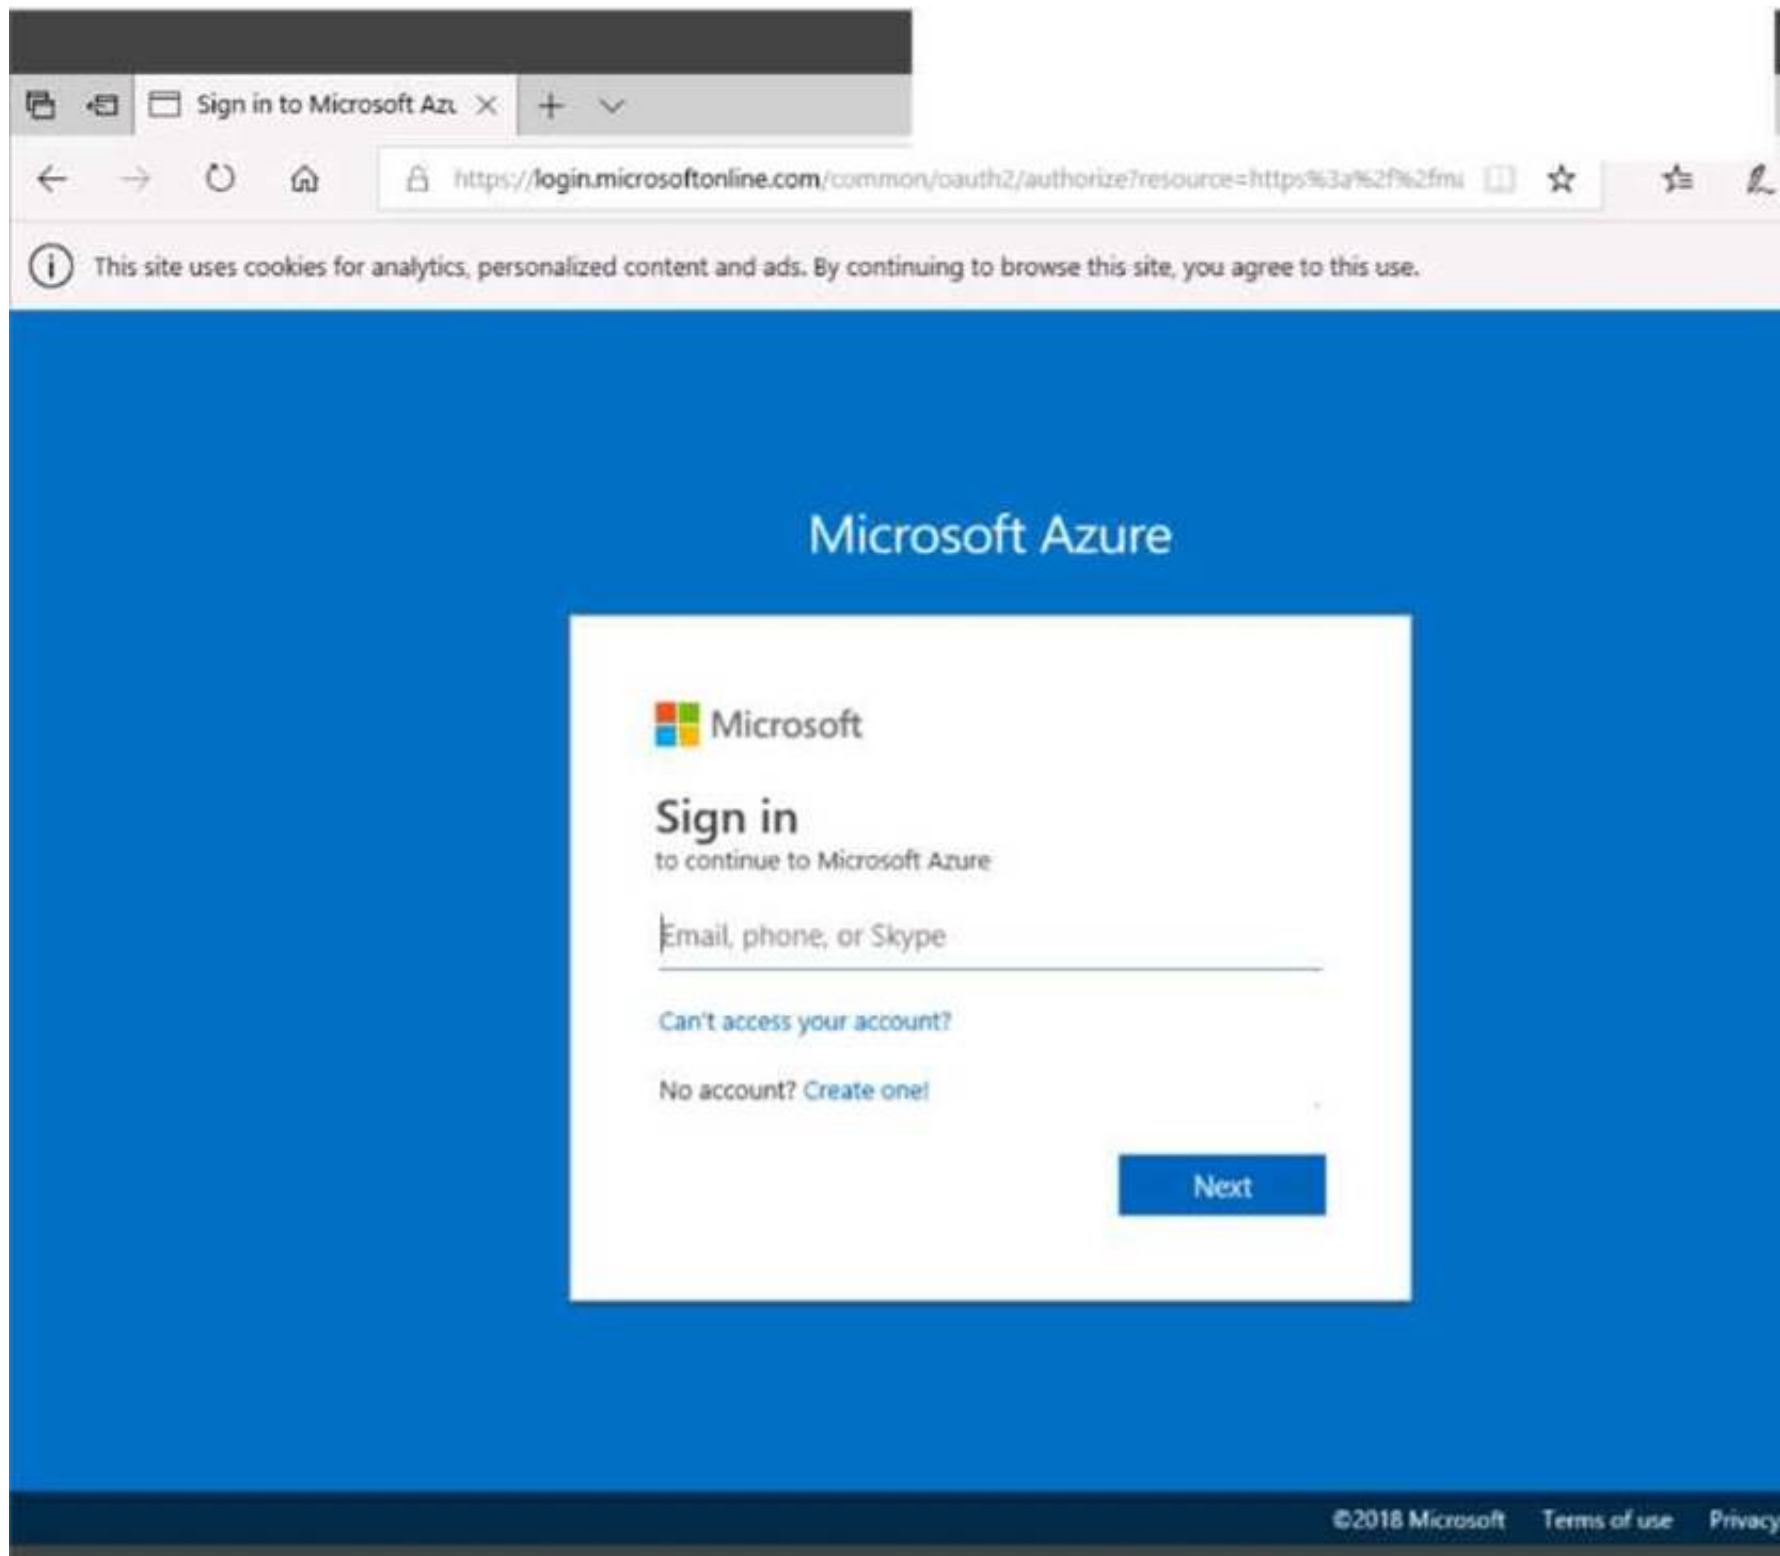 Sign in to Microsoft Azu
https://login.microsoftonline.com/common/oauth2/authorize?resource=https%3a%2f%2fma
This site uses cookies for analytics, personalized content and ads. By continuing to browse this site, you agree to this use.
Microsoft Azure
Microsoft
Sign in
to continue to Microsoft Azure
Email, phone, or Skype
Can't access your account?
No account? Create one!
Next
©2018 Microsoft Terms of use Privacy